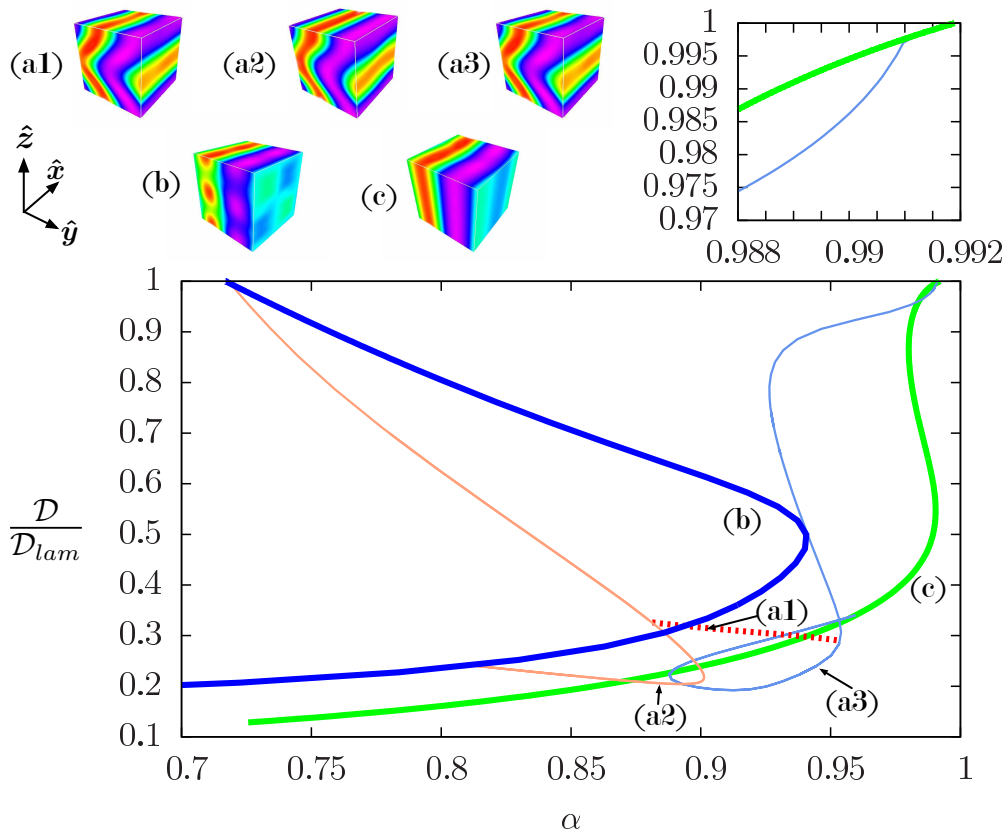 (a1)
(a2)
(a3)
ẑ
x̂
ŷ
(b)
(c)
1
0.995
0.99
0.985
0.98
0.975
0.97
0.988
0.99
0.992
1
0.9
0.8
0.7
0.6
0.5
0.4
0.3
0.2
0.1
D
D_lam
(b)
(a1)
(c)
(a2)
(a3)
0.7
0.75
0.8
0.85
0.9
0.95
1
α